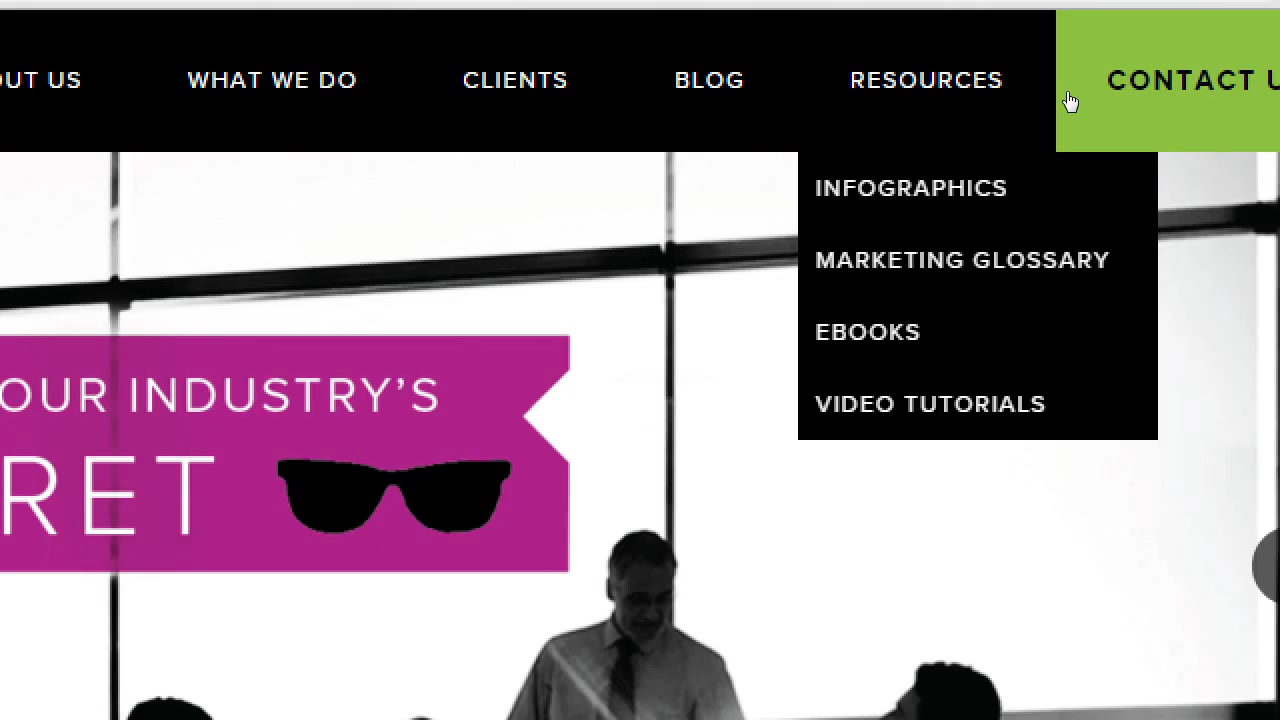 OUT US WHAT WE DO CLIENTS BLOG RESOURCES CONTACT U
INFOGRAPHICS
MARKETING GLOSSARY
EBOOKS
VIDEO TUTORIALS
OUR INDUSTRY’S
RET